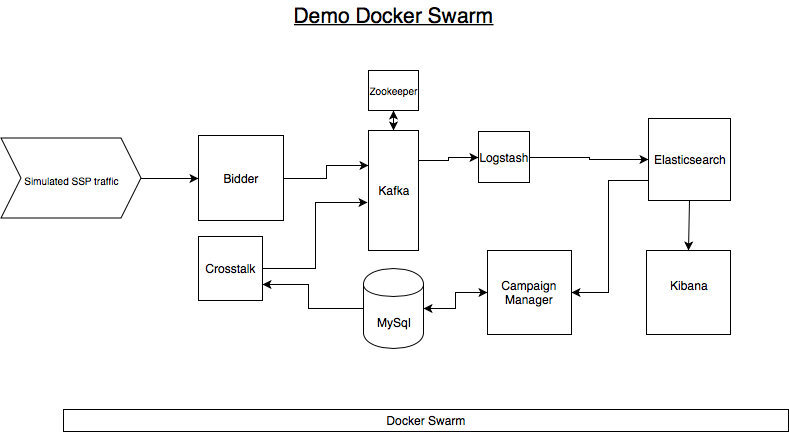 Demo Docker Swarm
Zookeeper
Simulated SSP traffic
Bidder
Kafka
Logstash
Elasticsearch
Crosstalk
MySql
Campaign
Manager
Kibana
Docker Swarm